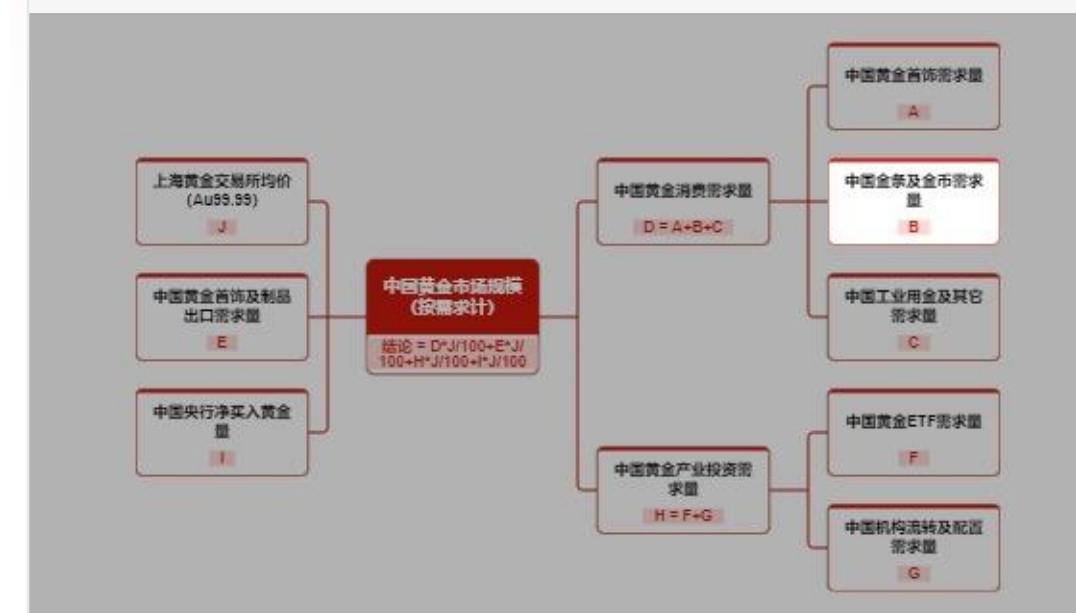 中国黄金首饰需求量
A
上海黄金交易所均价
(Au99.99)
J
中国黄金消费需求量
D = A+B+C
中国金条及金币需求
量
B
中国黄金市场规模
(按需求计)
结论 = D*J/100+E*J/
100+H*J/100+I*J/100
中国黄金首饰及制品
出口需求量
E
中国工业用金及其它
需求量
C
中国央行净买入黄金
量
I
中国黄金产业投资需
求量
H = F+G
中国黄金ETF需求量
F
中国机构流转及配置
需求量
G